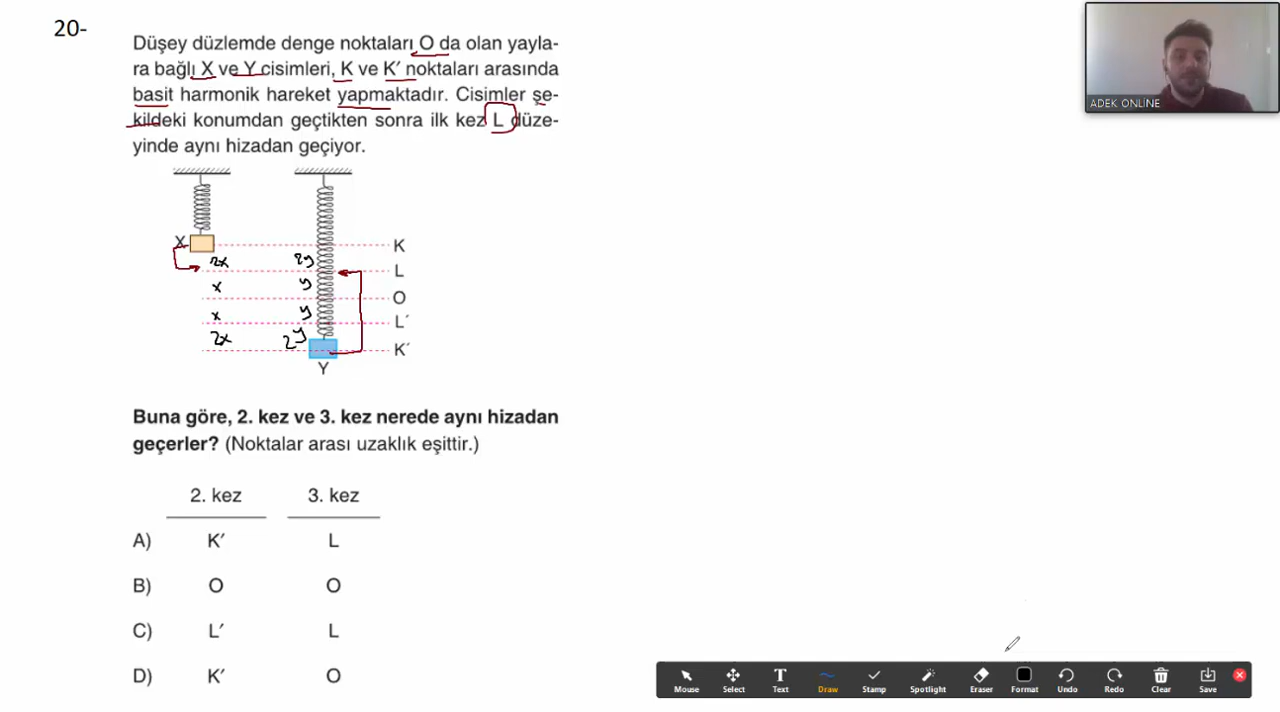 20-
Düşey düzlemde denge noktaları O da olan yayla-
ra bağlı X ve Y cisimleri, K ve K′ noktaları arasında
basit harmonik hareket yapmaktadır. Cisimler şe-
kildeki konumdan geçtikten sonra ilk kez L düze-
yinde aynı hizadan geçiyor.
ADEK ONLİNE
X
K
2x 2y
L
x y
O
x y
L′
2x 2y
K′
Y
Buna göre, 2. kez ve 3. kez nerede aynı hizadan
geçerler? (Noktalar arası uzaklık eşittir.)
2. kez 3. kez
A) K′ L
B) O O
C) L′ L
D) K′ O
Mouse Select Text Draw Stamp Spotlight Eraser Format Undo Redo Clear Save